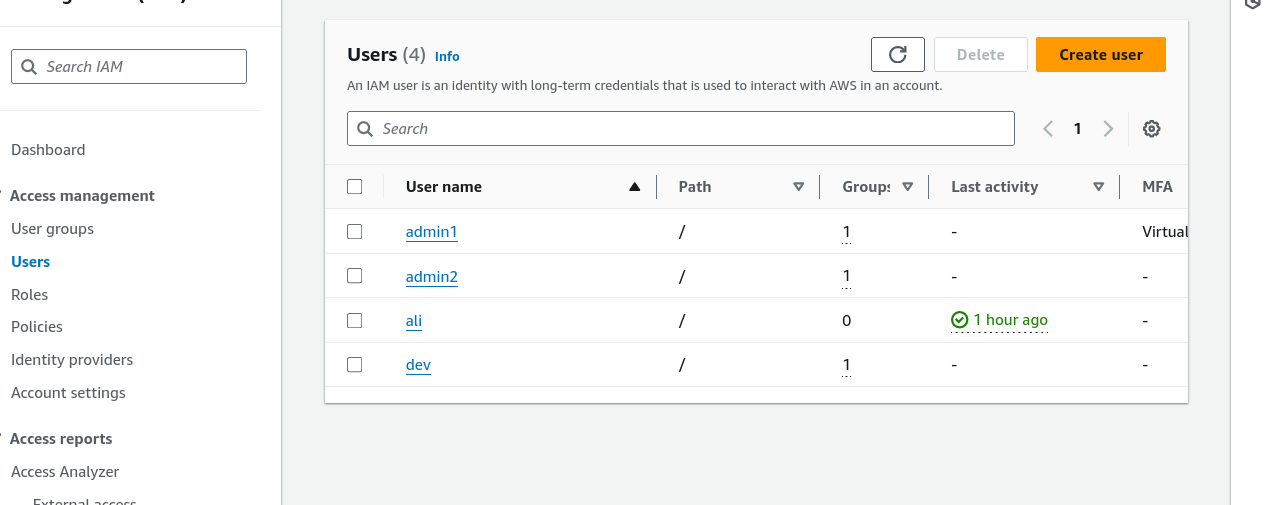 Search IAM
Dashboard
Access management
User groups
Users
Roles
Policies
Identity providers
Account settings
Access reports
Access Analyzer
External access
Users (4) Info
Delete
Create user
An IAM user is an identity with long-term credentials that is used to interact with AWS in an account.
Search
1
User name Path Groups Last activity MFA
admin1 / 1 - Virtual
admin2 / 1 - -
ali / 0 1 hour ago -
dev / 1 - -